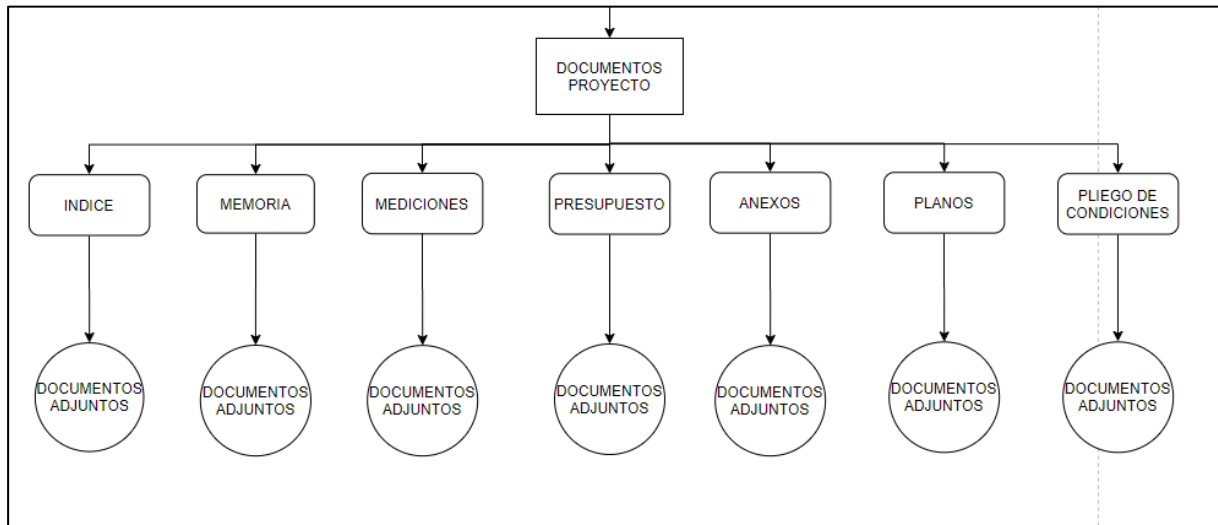 DOCUMENTOS
PROYECTO
INDICE
MEMORIA
MEDICIONES
PRESUPUESTO
ANEXOS
PLANOS
PLIEGO DE
CONDICIONES
DOCUMENTOS
ADJUNTOS
DOCUMENTOS
ADJUNTOS
DOCUMENTOS
ADJUNTOS
DOCUMENTOS
ADJUNTOS
DOCUMENTOS
ADJUNTOS
DOCUMENTOS
ADJUNTOS
DOCUMENTOS
ADJUNTOS